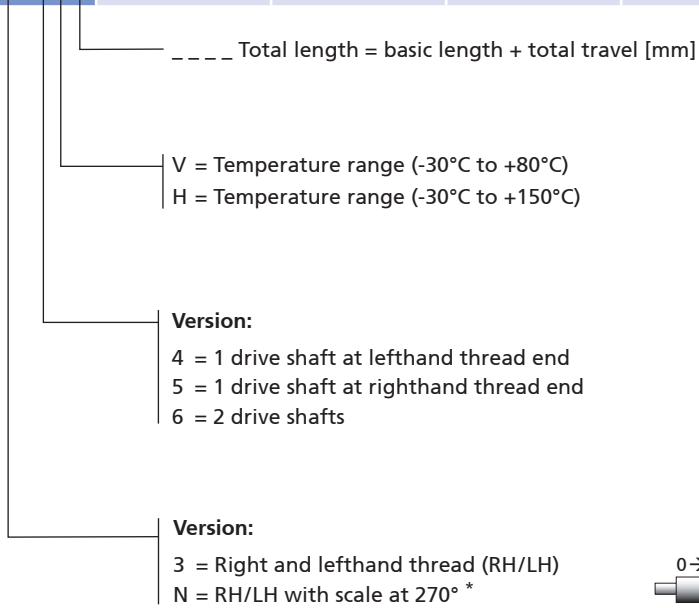 _ _ _ _ Total length = basic length + total travel [mm]
V = Temperature range (-30°C to +80°C)
H = Temperature range (-30°C to +150°C)
Version:
4 = 1 drive shaft at lefthand thread end
5 = 1 drive shaft at righthand thread end
6 = 2 drive shafts
Version:
3 = Right and lefthand thread (RH/LH)
0→
N = RH/LH with scale at 270° *